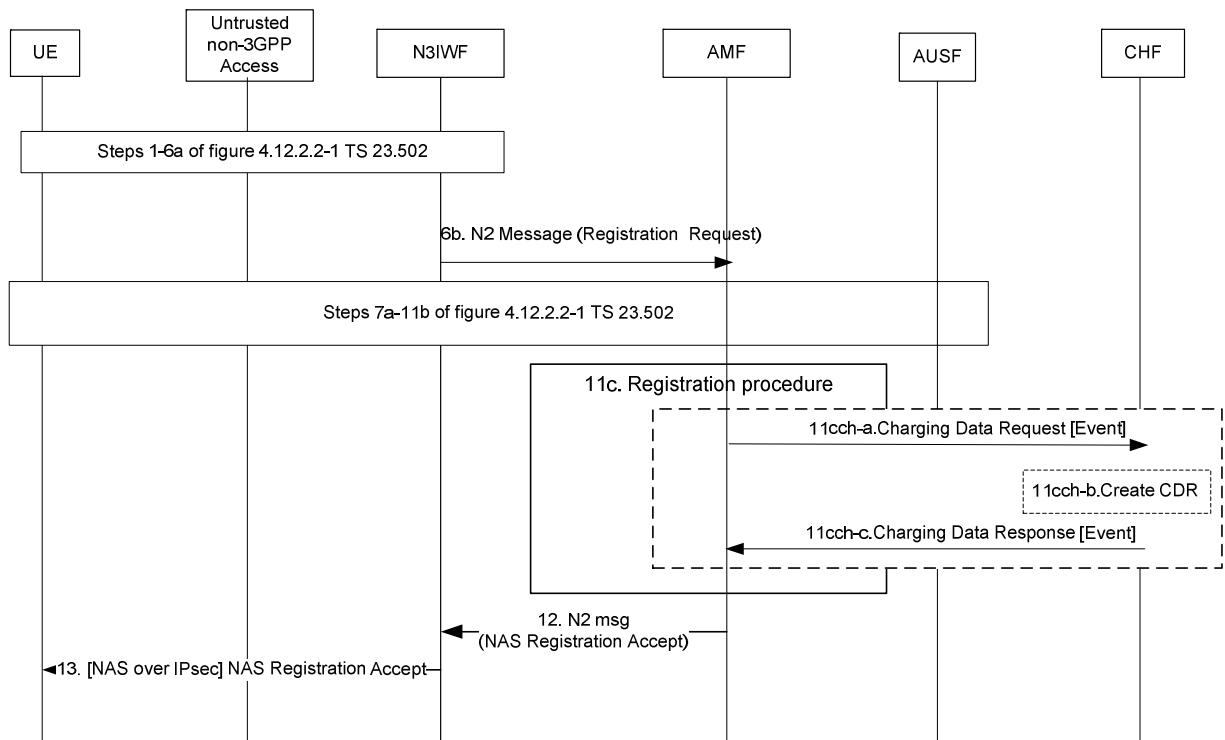 UE
Untrusted
non-3GPP
Access
N3IWF
AMF
AUSF
CHF
Steps 1-6a of figure 4.12.2.2-1 TS 23.502
6b. N2 Message (Registration Request)
Steps 7a-11b of figure 4.12.2.2-1 TS 23.502
11c. Registration procedure
11cch-a.Charging Data Request [Event]
11cch-b.Create CDR
11cch-c.Charging Data Response [Event]
12. N2 msg
(NAS Registration Accept)
13. [NAS over IPsec] NAS Registration Accept